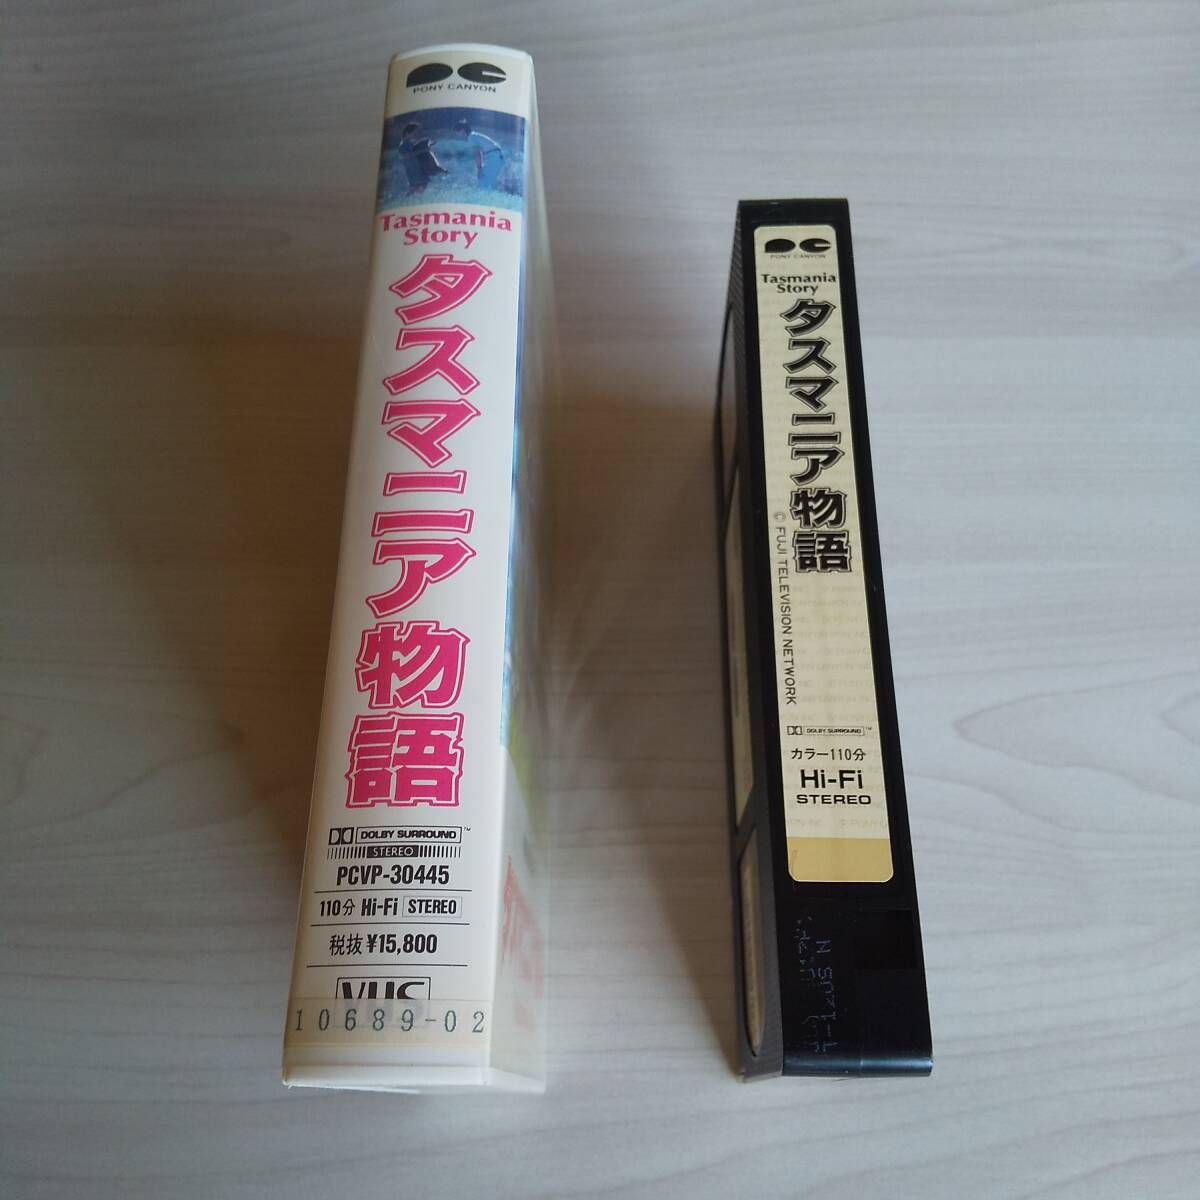 PONY CANYON
Tasmania
Story
タスマニア物語
DOLBY SURROUND™
STEREO
PCVP-30445
110分 Hi-Fi STEREO
税抜¥15,800
VHS
10689-02
PONY CANYON
Tasmania
Story
タスマニア物語
© FUJI TELEVISION NETWORK
DOLBY SURROUND™
カラー110分
Hi-Fi
STEREO